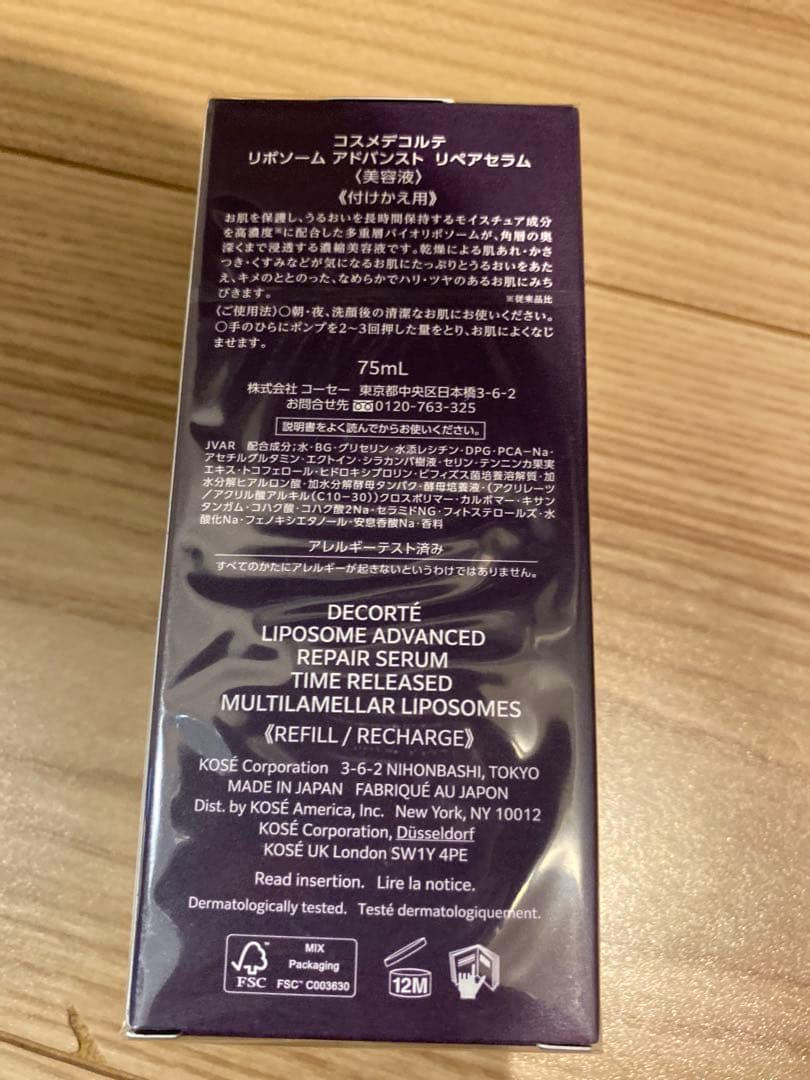 コスメデコルテ
リポソーム アドバンスト リペアセラム
〈美容液〉
《付けかえ用》
お肌を保護し、うるおいを長時間保持するモイスチュア成分
を高濃度※に配合した多重層バイオリポソームが、角層の奥
深くまで浸透する濃縮美容液です。乾燥による肌あれ・かさ
つき・くすみなどが気になるお肌にたっぷりとうるおいをあた
え、キメのととのった、なめらかでハリ・ツヤのあるお肌にみち
びきます。 ※従来品比
〈ご使用法〉○朝・夜、洗顔後の清潔なお肌にお使いください。
○手のひらにポンプを2～3回押した量をとり、お肌によくなじ
ませます。
75mL
株式会社 コーセー 東京都中央区日本橋3-6-2
お問合せ先 0120-763-325
説明書をよく読んでからお使いください。
JVAR 配合成分;水・BG・グリセリン・水添レシチン・DPG・PCA-Na・
アセチルグルタミン・エクトイン・シラカンバ樹液・セリン・テンニンカ果実
エキス・トコフェロール・ヒドロキシプロリン・ビフィズス菌培養溶解質・加
水分解ヒアルロン酸・加水分解酵母タンパク・酵母培養液・(アクリレーツ
/アクリル酸アルキル(C10-30))クロスポリマー・カルボマー・キサン
タンガム・コハク酸・コハク酸2Na・セラミドNG・フィトステロールズ・水
酸化Na・フェノキシエタノール・安息香酸Na・香料
アレルギーテスト済み
すべてのかたにアレルギーが起きないというわけではありません。
DECORTÉ
LIPOSOME ADVANCED
REPAIR SERUM
TIME RELEASED
MULTILAMELLAR LIPOSOMES
《REFILL / RECHARGE》
KOSÉ Corporation 3-6-2 NIHONBASHI, TOKYO
MADE IN JAPAN FABRIQUÉ AU JAPON
Dist. by KOSÉ America, Inc. New York, NY 10012
KOSÉ Corporation, Düsseldorf
KOSÉ UK London SW1Y 4PE
Read insertion. Lire la notice.
Dermatologically tested. Testé dermatologiquement.
MIX
Packaging
FSC™ C003630
FSC
12M